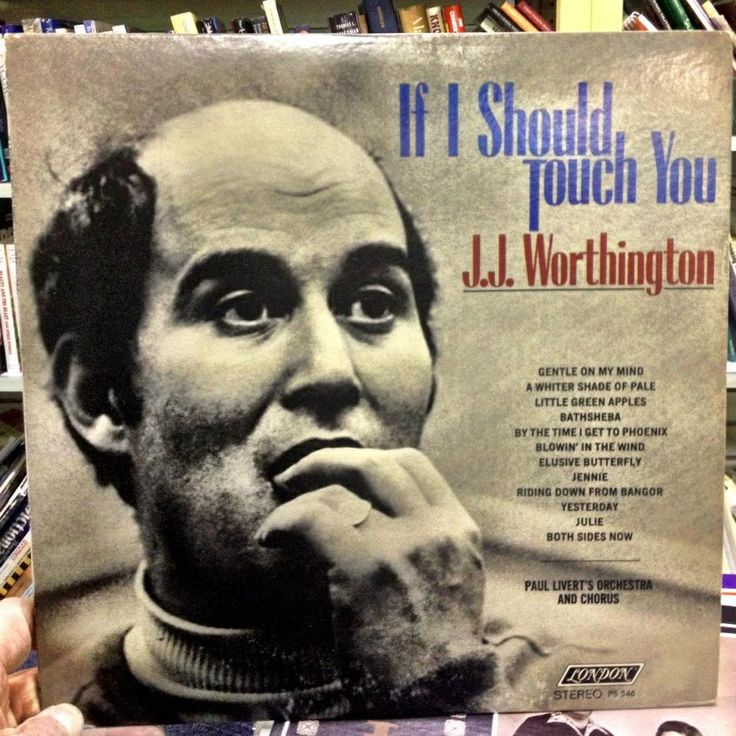 If I Should
Touch You
J.J. Worthington
GENTLE ON MY MIND
A WHITER SHADE OF PALE
LITTLE GREEN APPLES
BATHSHEBA
BY THE TIME I GET TO PHOENIX
BLOWIN' IN THE WIND
ELUSIVE BUTTERFLY
JENNIE
RIDING DOWN FROM BANGOR
YESTERDAY
JULIE
BOTH SIDES NOW
PAUL LIVERT'S ORCHESTRA
AND CHORUS
LONDON
STEREO PS 546